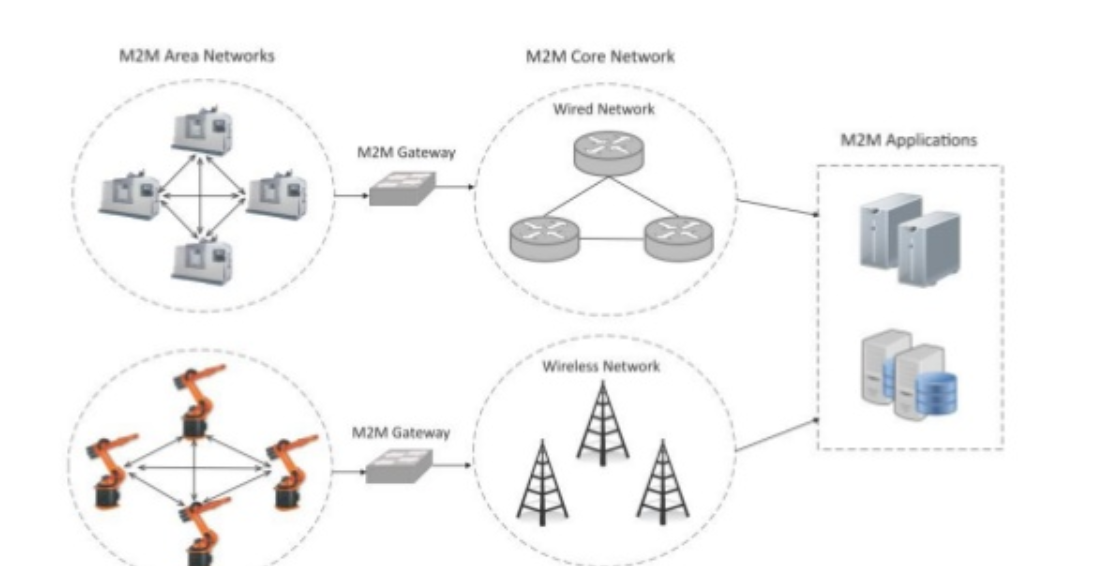 M2M Area Networks
M2M Core Network
Wired Network
M2M Gateway
M2M Applications
Wireless Network
M2M Gateway